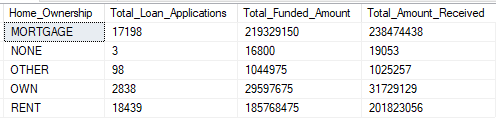 Home_Ownership Total_Loan_Applications Total_Funded_Amount Total_Amount_Received
MORTGAGE 17198 219329150 238474438
NONE 3 16800 19053
OTHER 98 1044975 1025257
OWN 2838 29597675 31729129
RENT 18439 185768475 201823056